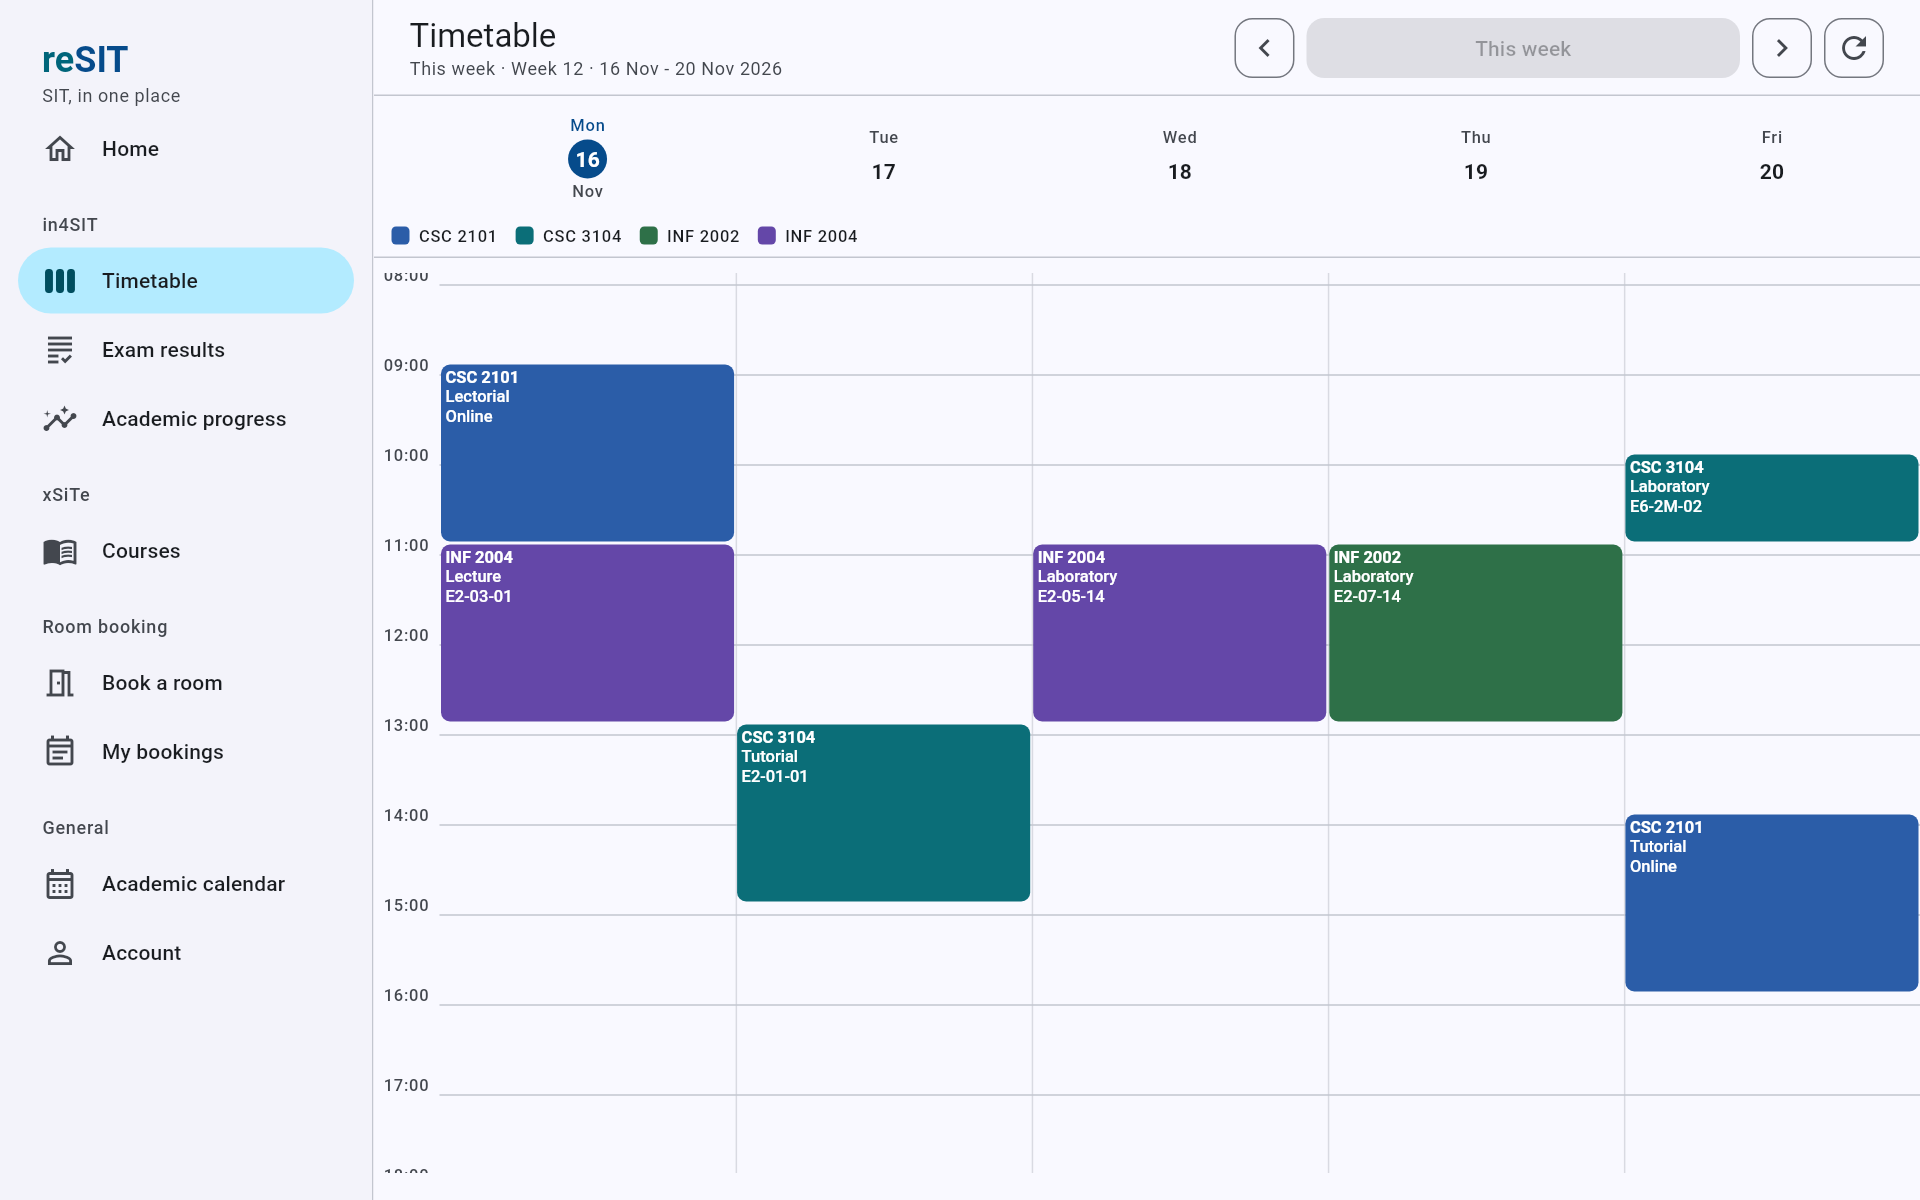 reSIT
SIT, in one place
Home
in4SIT
Timetable
Exam results
Academic progress
xSiTe
Courses
Room booking
Book a room
My bookings
General
Academic calendar
Account
Timetable
This week · Week 12 · 16 Nov - 20 Nov 2026
This week
Mon
16
Nov
Tue
17
Wed
18
Thu
19
Fri
20
CSC 2101
CSC 3104
INF 2002
INF 2004
08:00
09:00
10:00
11:00
12:00
13:00
14:00
15:00
16:00
17:00
18:00
CSC 2101
Lectorial
Online
INF 2004
Lecture
E2-03-01
CSC 3104
Tutorial
E2-01-01
INF 2004
Laboratory
E2-05-14
INF 2002
Laboratory
E2-07-14
CSC 3104
Laboratory
E6-2M-02
CSC 2101
Tutorial
Online